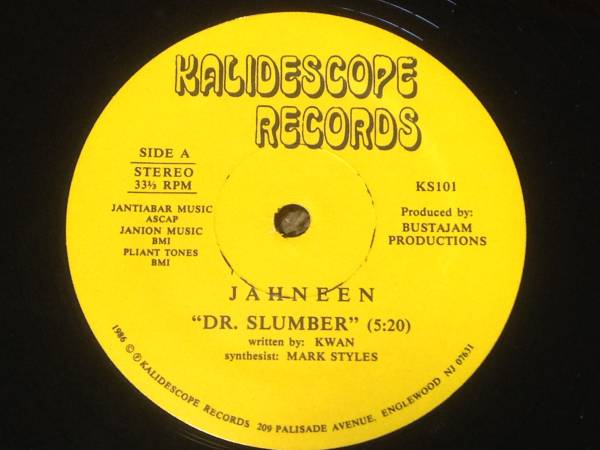 KALIDESCOPE
RECORDS
SIDE A
STEREO
33⅓ RPM
JANTIABAR MUSIC
ASCAP
JANION MUSIC
BMI
PLIANT TONES
BMI
KS101
Produced by:
BUSTAJAM
PRODUCTIONS
JAHNEEN
“DR. SLUMBER” (5:20)
written by: KWAN
synthesist: MARK STYLES
1986 © ℗ KALIDESCOPE RECORDS 209 PALISADE AVENUE, ENGLEWOOD NJ 07631